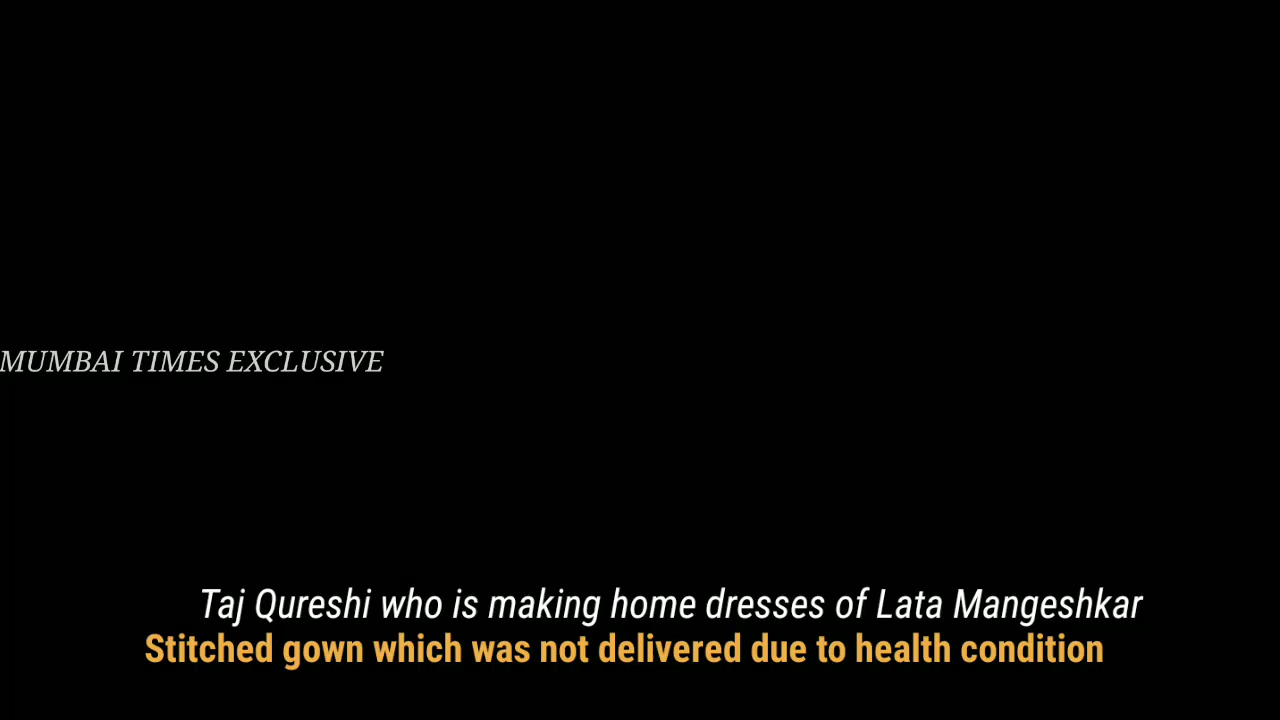 MUMBAI TIMES EXCLUSIVE
Taj Qureshi who is making home dresses of Lata Mangeshkar
Stitched gown which was not delivered due to health condition